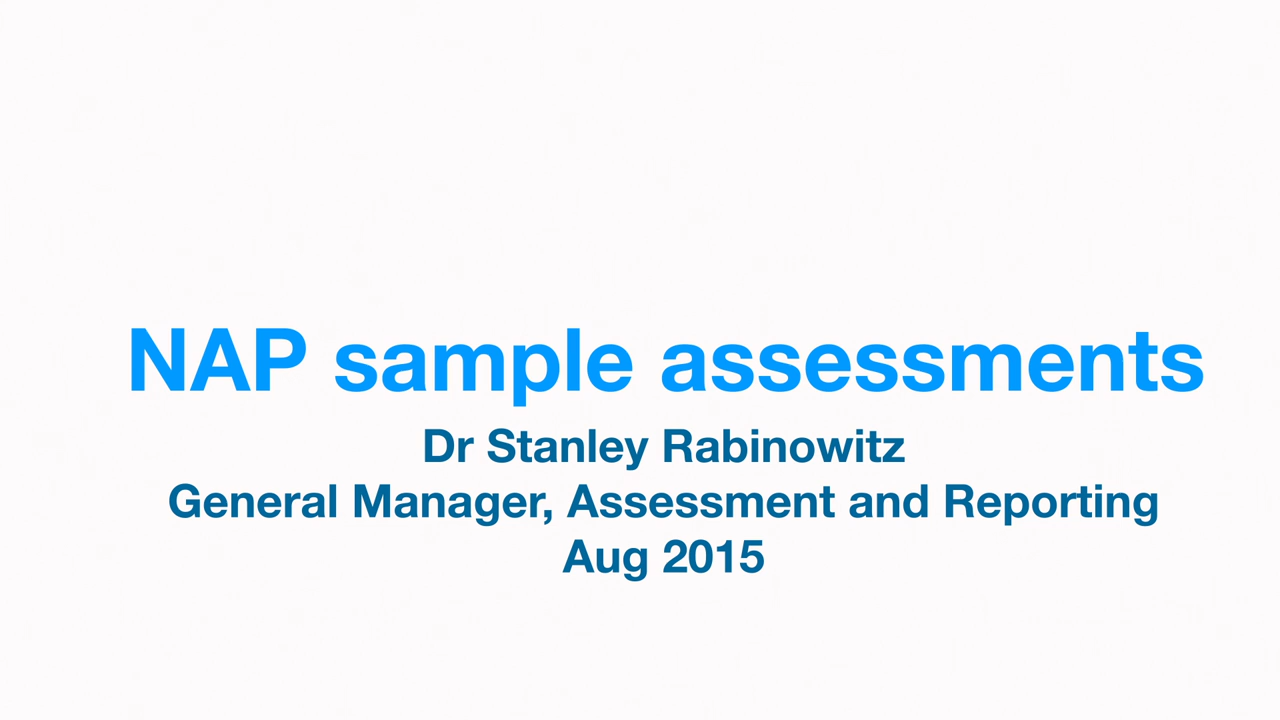 NAP sample assessments
Dr Stanley Rabinowitz
General Manager, Assessment and Reporting
Aug 2015